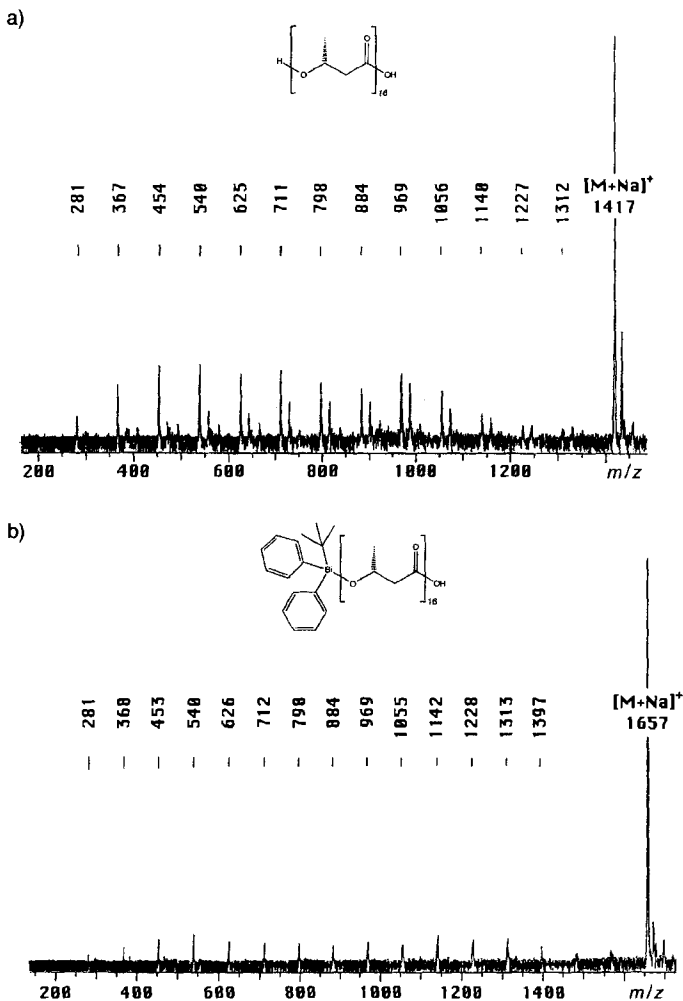 a)
H
O
O
OH
16
281 367 454 540 625 711 798 884 969 1056 1140 1227 1312
[M+Na]+
1417
200 400 600 800 1000 1200 m/z
b)
Bi
O
O
OH
16
281 368 453 540 626 712 798 884 969 1055 1142 1228 1313 1397
[M+Na]+
1657
200 400 600 800 1000 1200 1400 m/z